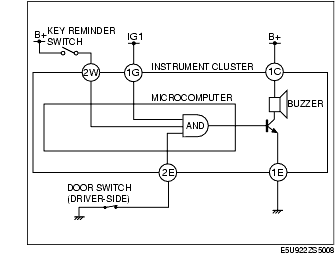 B+ KEY REMINDER
SWITCH
IG1
B+
2W
1G
INSTRUMENT CLUSTER
1C
MICROCOMPUTER
BUZZER
AND
2E
1E
DOOR SWITCH
(DRIVER-SIDE)
E5U922ZS5008